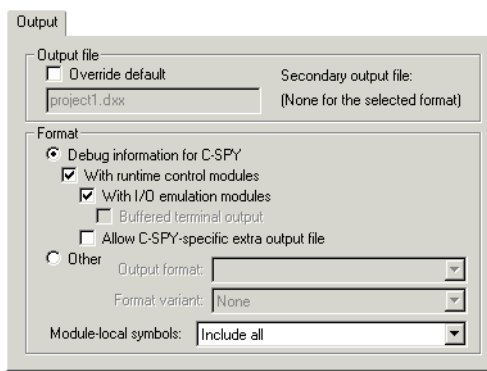 Output
Output file
Override default
Secondary output file:
project1.dxx
(None for the selected format)
Format
Debug information for C-SPY
With runtime control modules
With I/O emulation modules
Buffered terminal output
Allow C-SPY-specific extra output file
Other
Output format:
Format variant: None
Module-local symbols: Include all